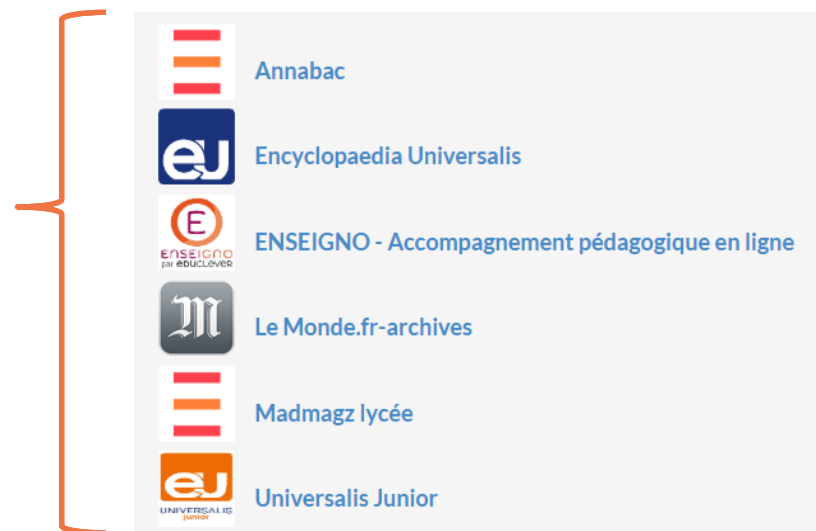 Annabac
eu
Encyclopaedia Universalis
E
ENSEIGNO
par EDUCLEVER
ENSEIGNO - Accompagnement pédagogique en ligne
M
Le Monde.fr-archives
Madmagz lycée
eu
UNIVERSALIS
junior
Universalis Junior